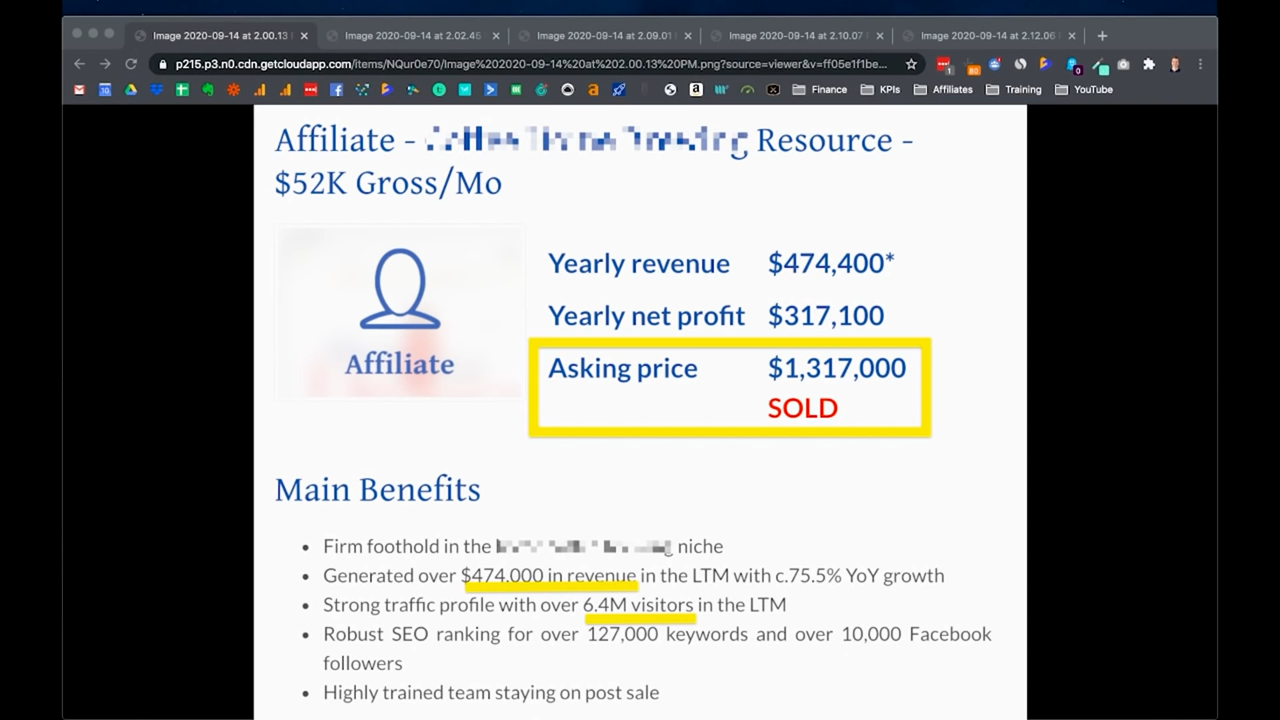 Image 2020-09-14 at 2.00.13
Image 2020-09-14 at 2.02.45
Image 2020-09-14 at 2.09.01
Image 2020-09-14 at 2.10.07
Image 2020-09-14 at 2.12.06
p215.p3.n0.cdn.getcloudapp.com/items/NQur0e70/Image%202020-09-14%20at%202.00.13%20PM.png?source=viewer&v=ff05e1f1be...
Finance KPIs Affiliates Training YouTube
Affiliate - Resource -
$52K Gross/Mo
Affiliate
Yearly revenue $474,400*
Yearly net profit $317,100
Asking price $1,317,000
SOLD
Main Benefits
• Firm foothold in the niche
• Generated over $474,000 in revenue in the LTM with c.75.5% YoY growth
• Strong traffic profile with over 6.4M visitors in the LTM
• Robust SEO ranking for over 127,000 keywords and over 10,000 Facebook
followers
• Highly trained team staying on post sale